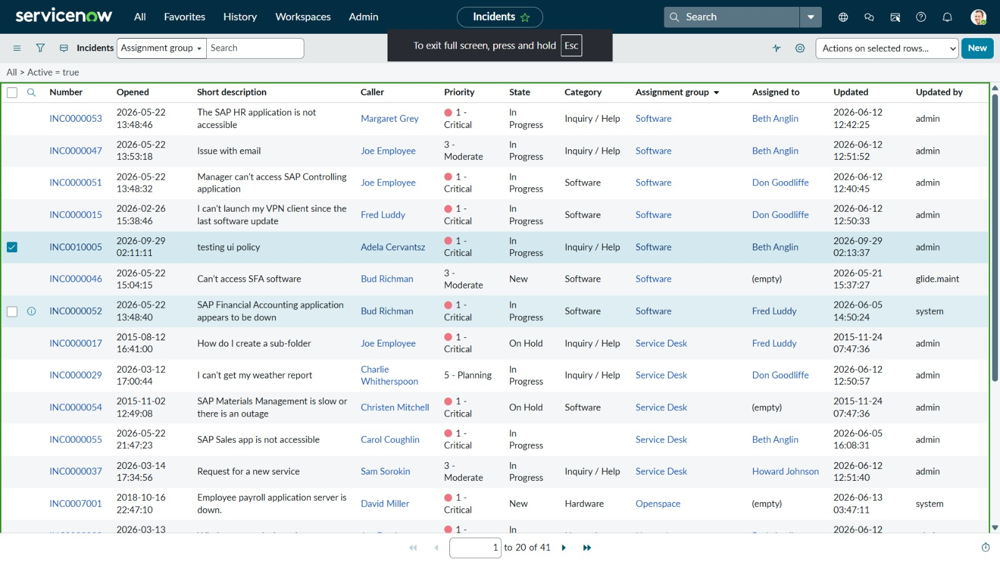 servicenow All Favorites History Workspaces Admin Incidents Search
To exit full screen, press and hold Esc
Incidents Assignment group Search Actions on selected rows... New
All > Active = true
Number Opened Short description Caller Priority State Category Assignment group Assigned to Updated Updated by
INC0000053 2026-05-22 13:48:46 The SAP HR application is not accessible Margaret Grey 1 - Critical In Progress Inquiry / Help Software Beth Anglin 2026-06-12 12:42:25 admin
INC0000047 2026-05-22 13:53:18 Issue with email Joe Employee 3 - Moderate In Progress Inquiry / Help Software Beth Anglin 2026-06-12 12:51:52 admin
INC0000051 2026-05-22 13:48:32 Manager can't access SAP Controlling application Joe Employee 1 - Critical In Progress Software Software Don Goodliffe 2026-06-12 12:40:45 admin
INC0000015 2026-02-26 15:38:46 I can't launch my VPN client since the last software update Fred Luddy 1 - Critical In Progress Software Software Don Goodliffe 2026-06-12 12:50:33 admin
INC0010005 2026-09-29 02:11:11 testing ui policy Adela Cervantsz 1 - Critical In Progress Inquiry / Help Software Beth Anglin 2026-09-29 02:13:37 admin
INC0000046 2026-05-22 15:04:15 Can't access SFA software Bud Richman 3 - Moderate New Software Software (empty) 2026-05-21 15:37:27 glide.maint
INC0000052 2026-05-22 13:48:40 SAP Financial Accounting application appears to be down Bud Richman 1 - Critical In Progress Software Software Fred Luddy 2026-06-05 14:50:24 system
INC0000017 2015-08-12 16:41:00 How do I create a sub-folder Joe Employee 1 - Critical On Hold Inquiry / Help Service Desk Fred Luddy 2015-11-24 07:47:36 admin
INC0000029 2026-03-12 17:00:44 I can't get my weather report Charlie Whitherspoon 5 - Planning In Progress Inquiry / Help Service Desk Don Goodliffe 2026-06-12 12:50:57 admin
INC0000054 2015-11-02 12:49:08 SAP Materials Management is slow or there is an outage Christen Mitchell 1 - Critical On Hold Software Service Desk (empty) 2015-11-24 07:47:36 admin
INC0000055 2026-05-22 21:47:23 SAP Sales app is not accessible Carol Coughlin 1 - Critical In Progress Service Desk Beth Anglin 2026-06-05 16:08:31 admin
INC0000037 2026-03-14 17:34:56 Request for a new service Sam Sorokin 3 - Moderate In Progress Inquiry / Help Service Desk Howard Johnson 2026-06-12 12:51:40 admin
INC0007001 2018-10-16 22:47:10 Employee payroll application server is down. David Miller 1 - Critical New Hardware Openspace (empty) 2026-06-13 03:47:11 system
2026-03-13 1 - In 2026-06-12
1 to 20 of 41